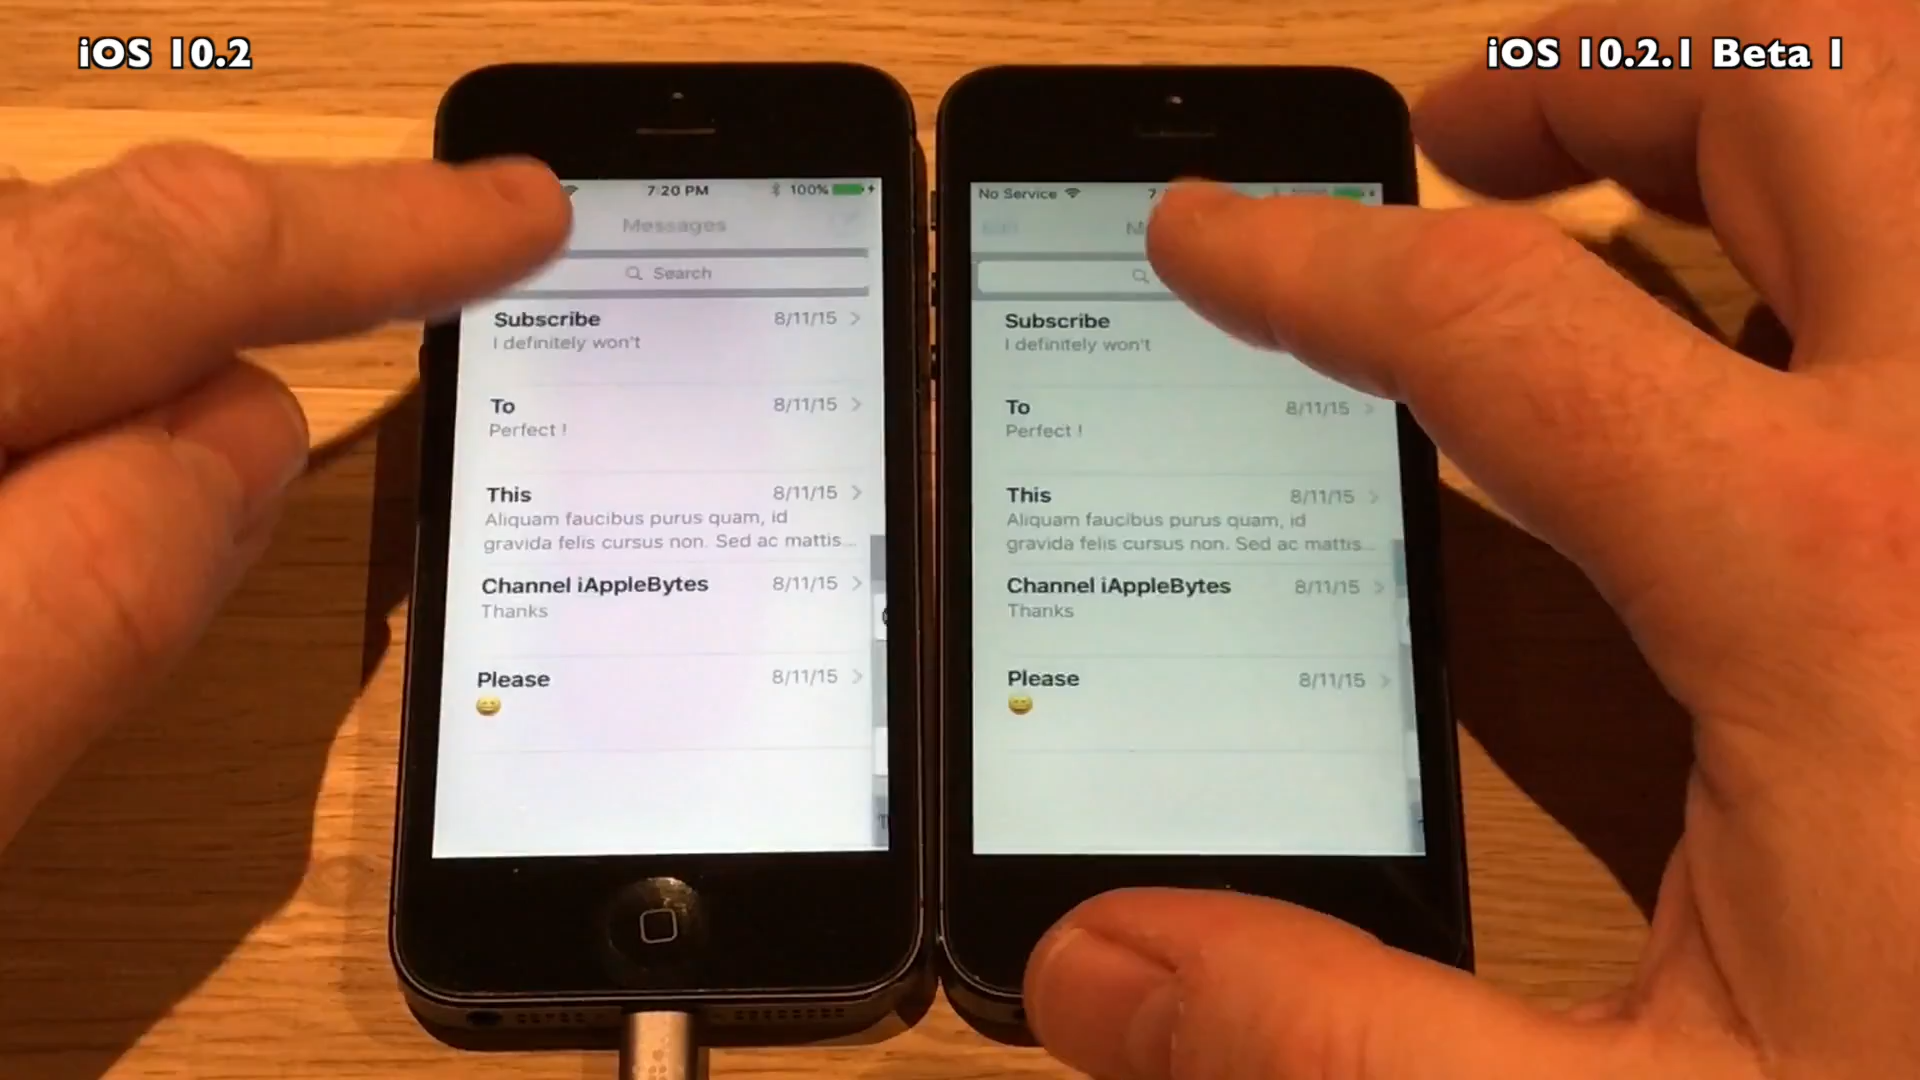 iOS 10.2
iOS 10.2.1 Beta 1
7:20 PM
100%
Messages
Search
Subscribe
8/11/15
I definitely won't
To
8/11/15
Perfect !
This
8/11/15
Aliquam faucibus purus quam, id
gravida felis cursus non. Sed ac mattis...
Channel iAppleBytes
8/11/15
Thanks
Please
8/11/15
😄
No Service
Edit
Subscribe
I definitely won't
To
8/11/15
Perfect !
This
8/11/15
Aliquam faucibus purus quam, id
gravida felis cursus non. Sed ac mattis...
Channel iAppleBytes
8/11/15
Thanks
Please
8/11/15
😄